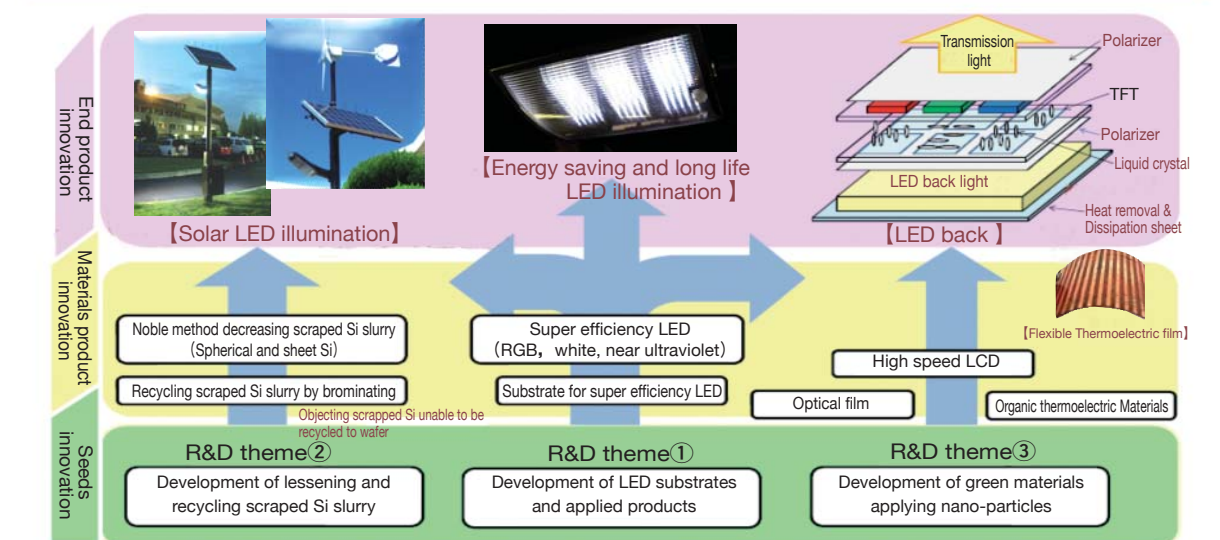 End product
innovation
Transmission
light
Polarizer
TFT
Polarizer
Liquid crystal
LED back light
Heat removal &
Dissipation sheet
【Solar LED illumination】
【Energy saving and long life
LED illumination 】
【LED back 】
Materials product
innovation
Noble method decreasing scraped Si slurry
(Spherical and sheet Si)
Recycling scraped Si slurry by brominating
Objecting scrapped Si unable to be
recycled to wafer
Super efficiency LED
(RGB, white, near ultraviolet)
Substrate for super efficiency LED
【Flexible Thermoelectric film】
High speed LCD
Optical film
Organic thermoelectric Materials
Seeds
innovation
R&D theme②
Development of lessening and
recycling scraped Si slurry
R&D theme①
Development of LED substrates
and applied products
R&D theme③
Development of green materials
applying nano-particles